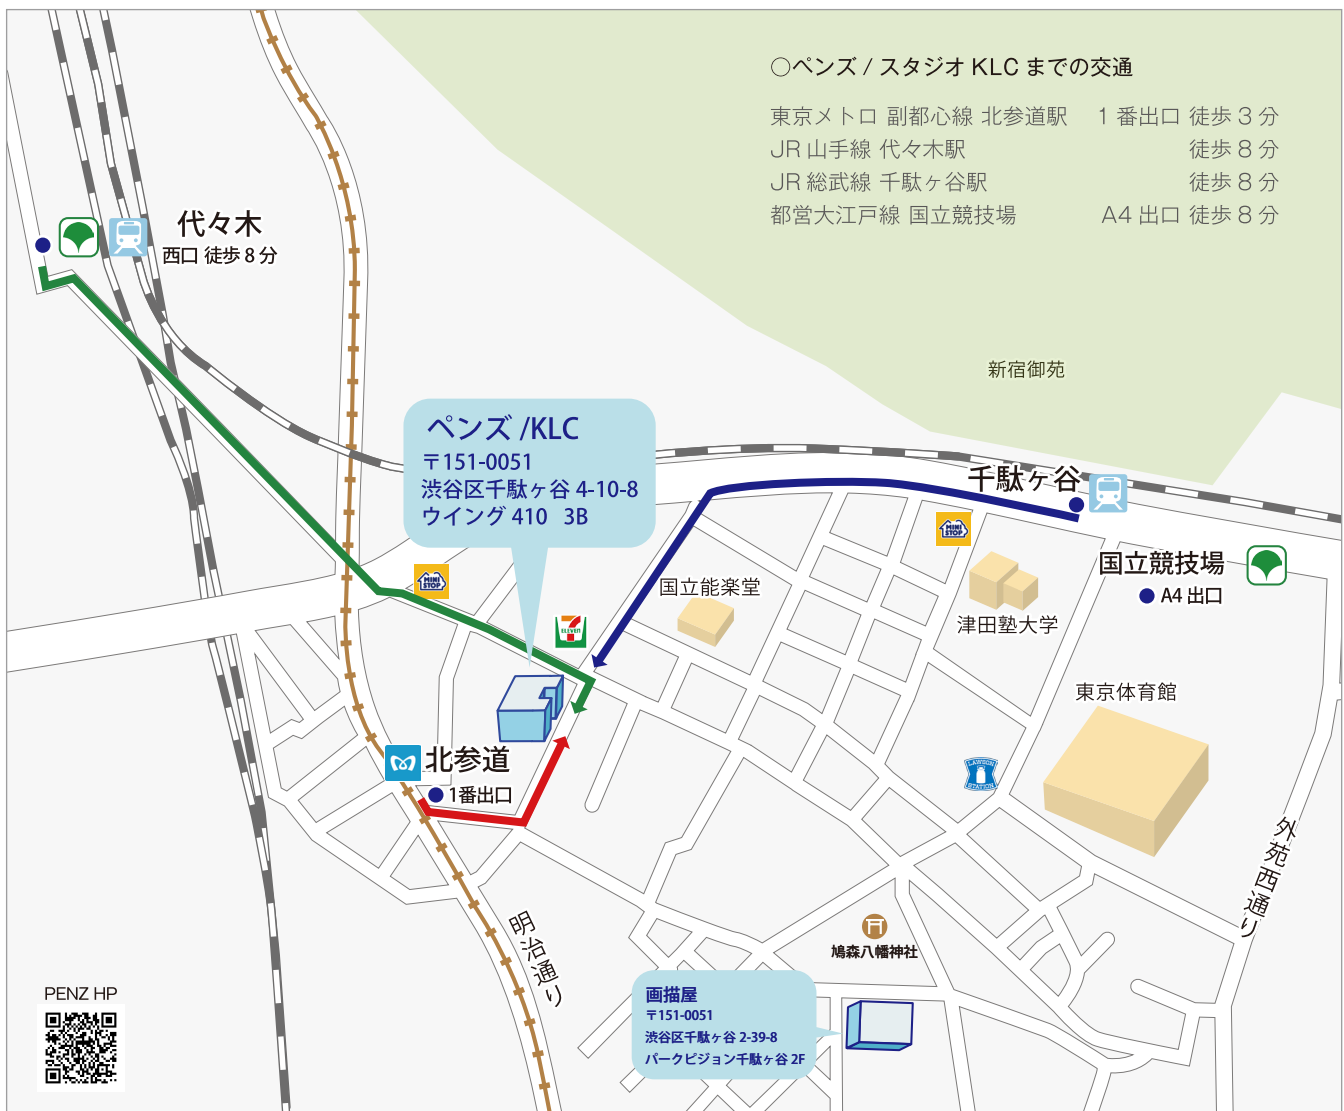 ○ペンズ / スタジオ KLC までの交通
東京メトロ 副都心線 北参道駅 1 番出口 徒歩 3 分
JR 山手線 代々木駅 徒歩 8 分
JR 総武線 千駄ヶ谷駅 徒歩 8 分
都営大江戸線 国立競技場 A4 出口 徒歩 8 分
代々木
西口 徒歩 8 分
新宿御苑
ペンズ /KLC
〒151-0051
渋谷区千駄ヶ谷 4-10-8
ウイング 410 3B
千駄ヶ谷
MINI
STOP
国立競技場
A4 出口
MINI
STOP
国立能楽堂
津田塾大学
7
ELEVEN
東京体育館
北参道
1番出口
LAWSON
STATION
外苑西通り
明治通り
鳩森八幡神社
画描屋
〒151-0051
渋谷区千駄ヶ谷 2-39-8
パークビジョン千駄ヶ谷 2F
PENZ HP